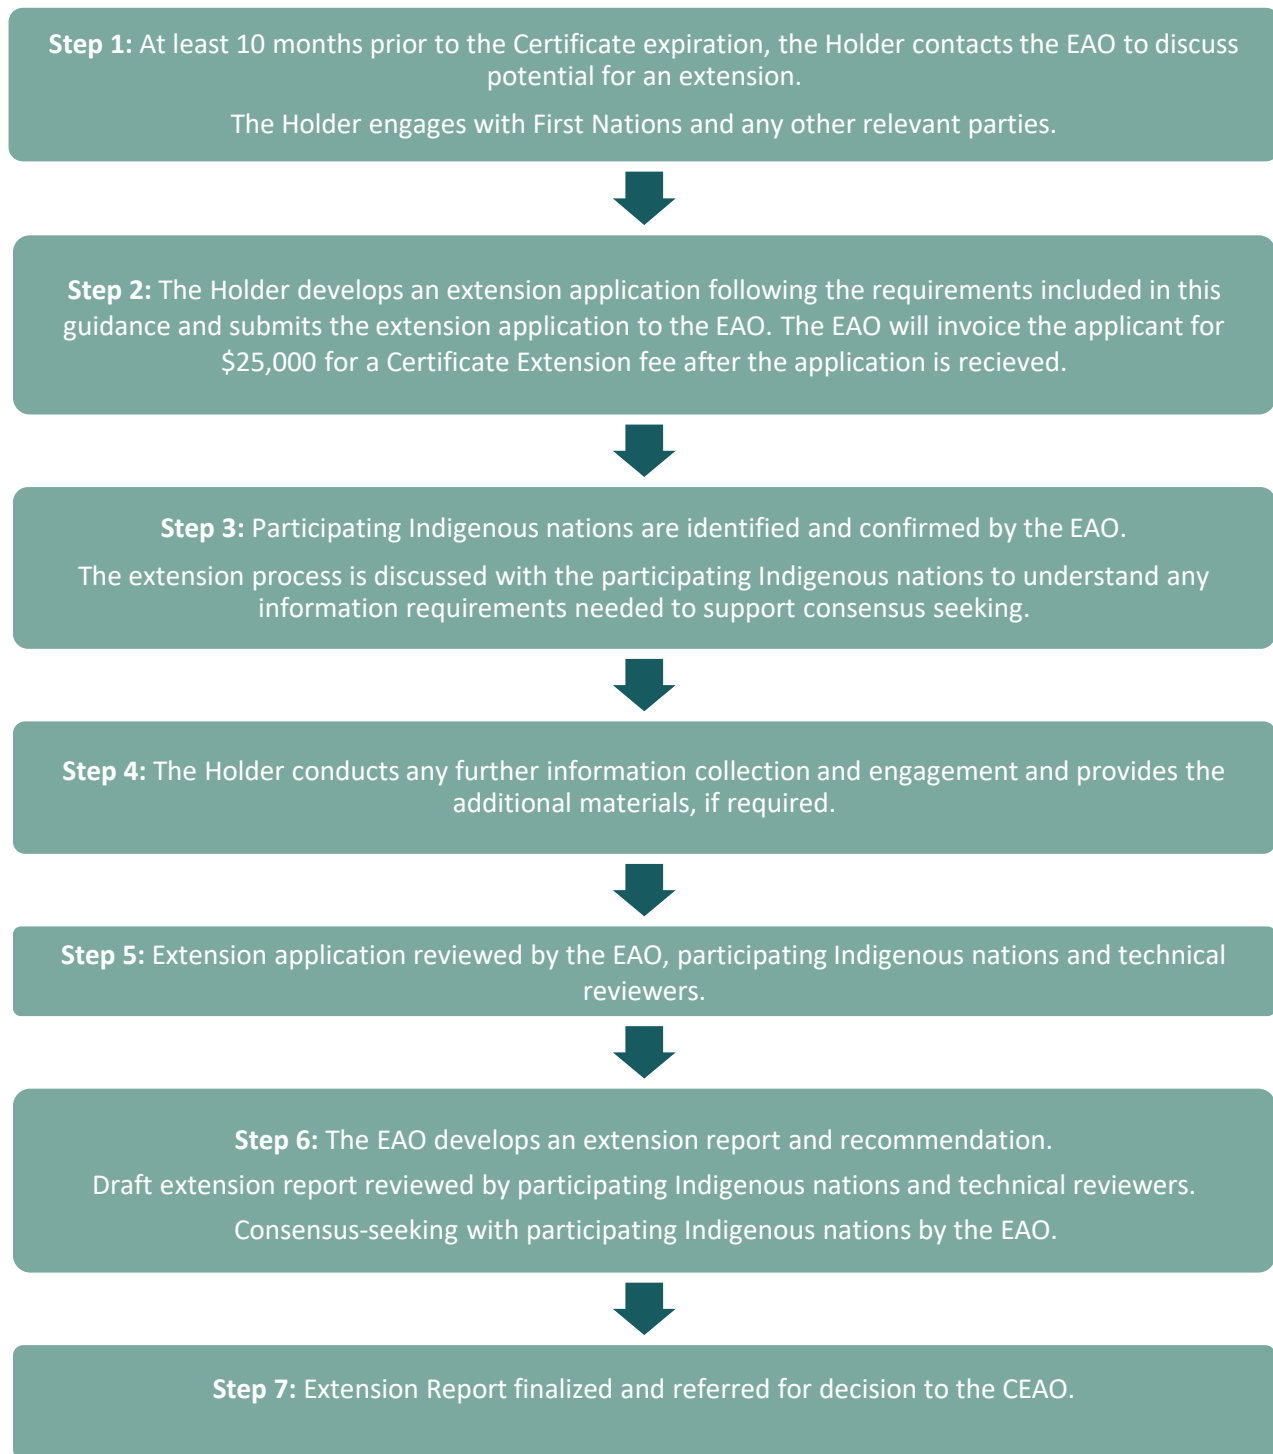 Step 1: At least 10 months prior to the Certificate expiration, the Holder contacts the EAO to discuss
potential for an extension.
The Holder engages with First Nations and any other relevant parties.
Step 2: The Holder develops an extension application following the requirements included in this
guidance and submits the extension application to the EAO. The EAO will invoice the applicant for
$25,000 for a Certificate Extension fee after the application is recieved.
Step 3: Participating Indigenous nations are identified and confirmed by the EAO.
The extension process is discussed with the participating Indigenous nations to understand any
information requirements needed to support consensus seeking.
Step 4: The Holder conducts any further information collection and engagement and provides the
additional materials, if required.
Step 5: Extension application reviewed by the EAO, participating Indigenous nations and technical
reviewers.
Step 6: The EAO develops an extension report and recommendation.
Draft extension report reviewed by participating Indigenous nations and technical reviewers.
Consensus-seeking with participating Indigenous nations by the EAO.
Step 7: Extension Report finalized and referred for decision to the CEAO.